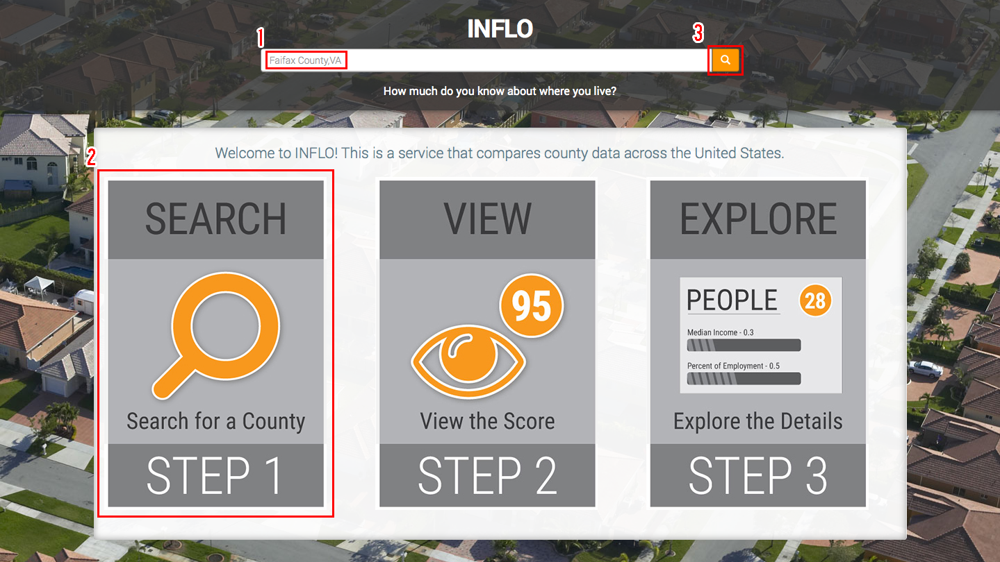 INFLO
1
3
Faifax County,VA
How much do you know about where you live?
2
Welcome to INFLO! This is a service that compares county data across the United States.
SEARCH
Search for a County
STEP 1
VIEW
95
View the Score
STEP 2
EXPLORE
PEOPLE 28
Median Income - 0.3
Percent of Employment - 0.5
Explore the Details
STEP 3